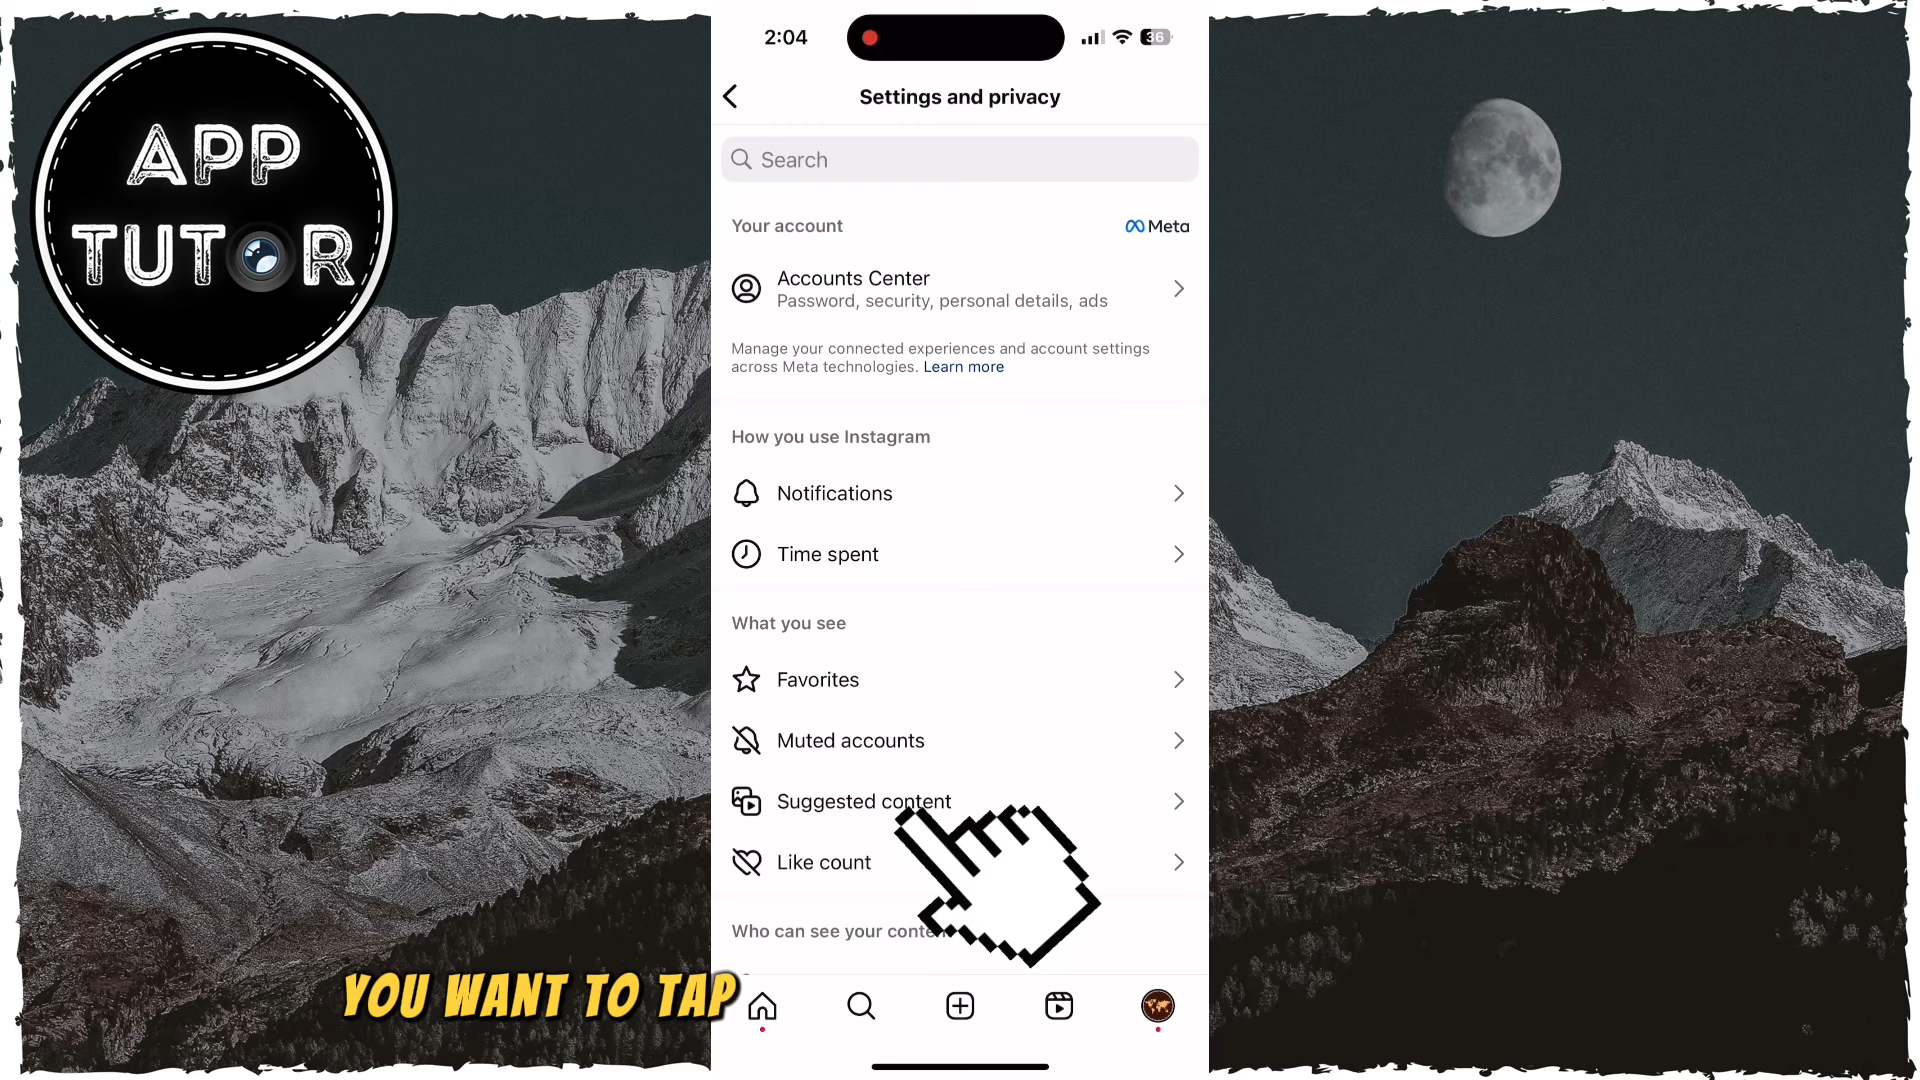 APP
TUTOR
2:04
36
Settings and privacy
Search
Your account
Meta
Accounts Center
Password, security, personal details, ads
Manage your connected experiences and account settings
across Meta technologies. Learn more
How you use Instagram
Notifications
Time spent
What you see
Favorites
Muted accounts
Suggested content
Like count
Who can see your
YOU WANT TO TAP